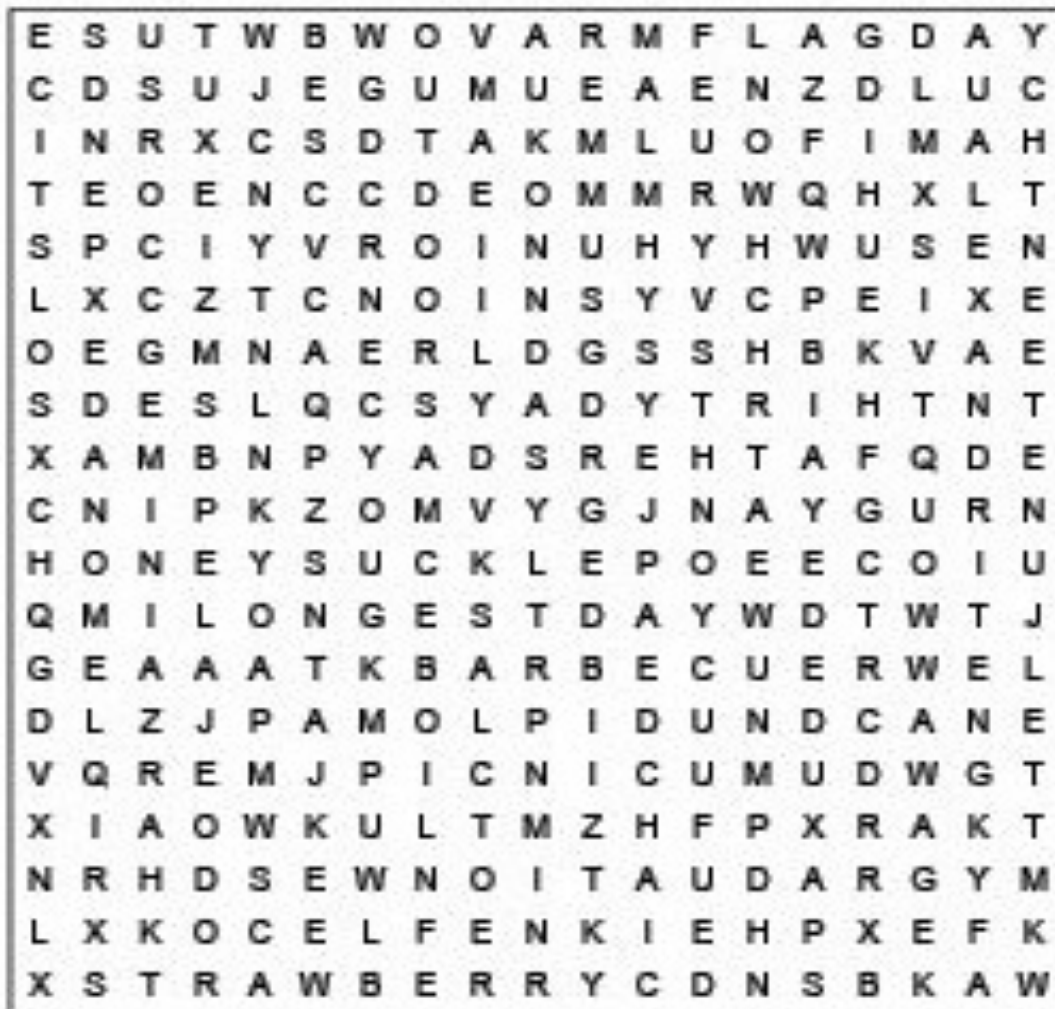 E S U T W B W O V A R M F L A G D A Y
C D S U J E G U M U E A E N Z D L U C
I N R X C S D T A K M L U O F I M A H
T E O E N C C D E O M M R W Q H X L T
S P C I Y V R O I N U H Y H W U S E N
L X C Z T C N O I N S Y V C P E I X E
O E G M N A E R L D G S S H B K V A E
S D E S L Q C S Y A D Y T R I H T N T
X A M B N P Y A D S R E H T A F Q D E
C N I P K Z O M V Y G J N A Y G U R N
H O N E Y S U C K L E P O E E C O I U
Q M I L O N G E S T D A Y W D T W T J
G E A A A T K B A R B E C U E R W E L
D L Z J P A M O L P I D U N D C A N E
V Q R E M J P I C N I C U M U D W G T
X I A O W K U L T M Z H F P X R A K T
N R H D S E W N O I T A U D A R G Y M
L X K O C E L F E N K I E H P X E F K
X S T R A W B E R R Y C D N S B K A W